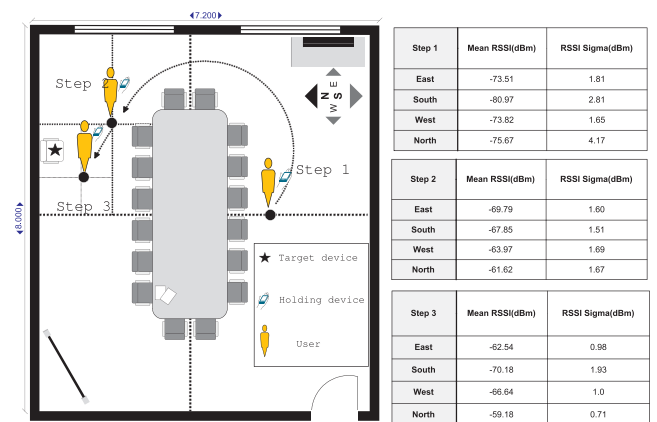 7.200
8.000
Step 2
Step 1
Step 3
N
E
S
W
Target device
Holding device
User
Step 1 Mean RSSI(dBm) RSSI Sigma(dBm)
East -73.51 1.81
South -80.97 2.81
West -73.82 1.65
North -75.67 4.17
Step 2 Mean RSSI(dBm) RSSI Sigma(dBm)
East -69.79 1.60
South -67.85 1.51
West -63.97 1.69
North -61.62 1.67
Step 3 Mean RSSI(dBm) RSSI Sigma(dBm)
East -62.54 0.98
South -70.18 1.93
West -66.64 1.0
North -59.18 0.71